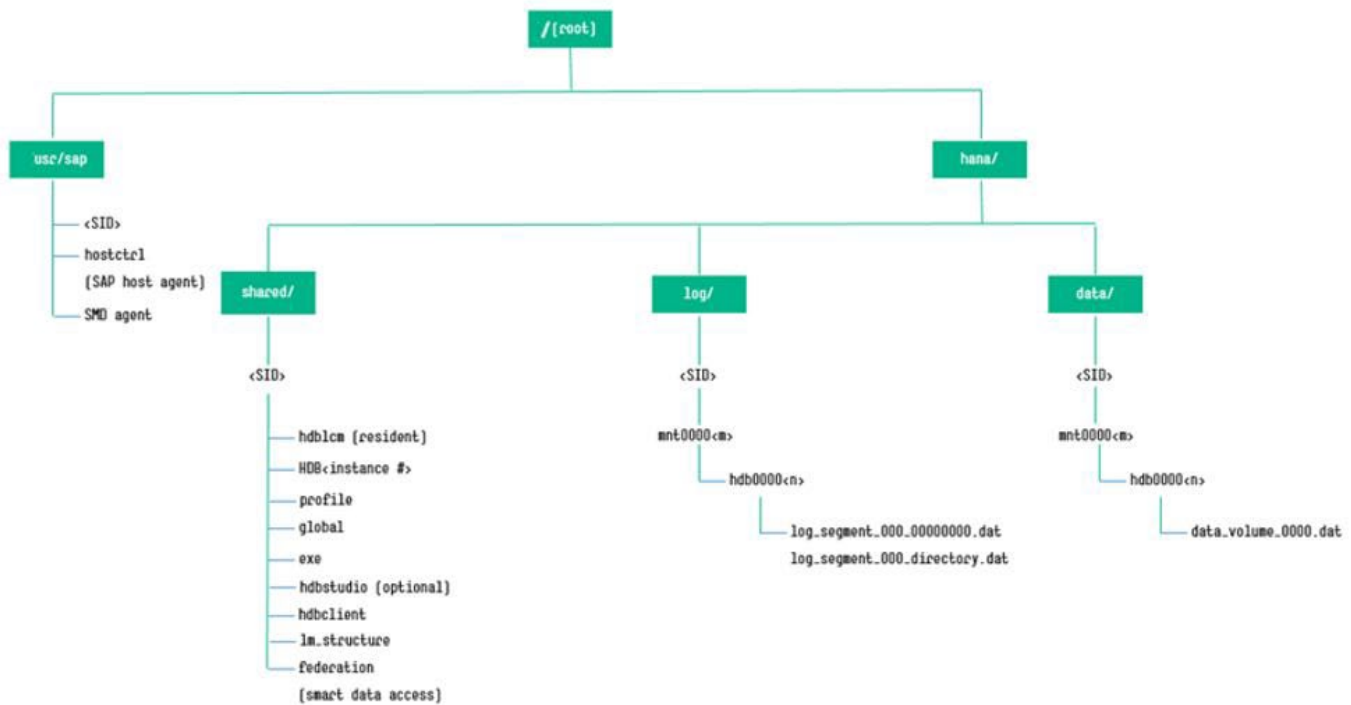 /(root)
usr/sap
hana/
<SID>
hostctrl
(SAP host agent)
SMD agent
shared/
log/
data/
<SID>
<SID>
<SID>
hdblcm (resident)
HDB<instance #>
profile
global
exe
hdbstudio (optional)
hdbclient
lm_structure
federation
(smart data access)
mnt0000<m>
hdb0000<n>
log_segment_000_00000000.dat
log_segment_000_directory.dat
mnt0000<m>
hdb0000<n>
data_volume_0000.dat